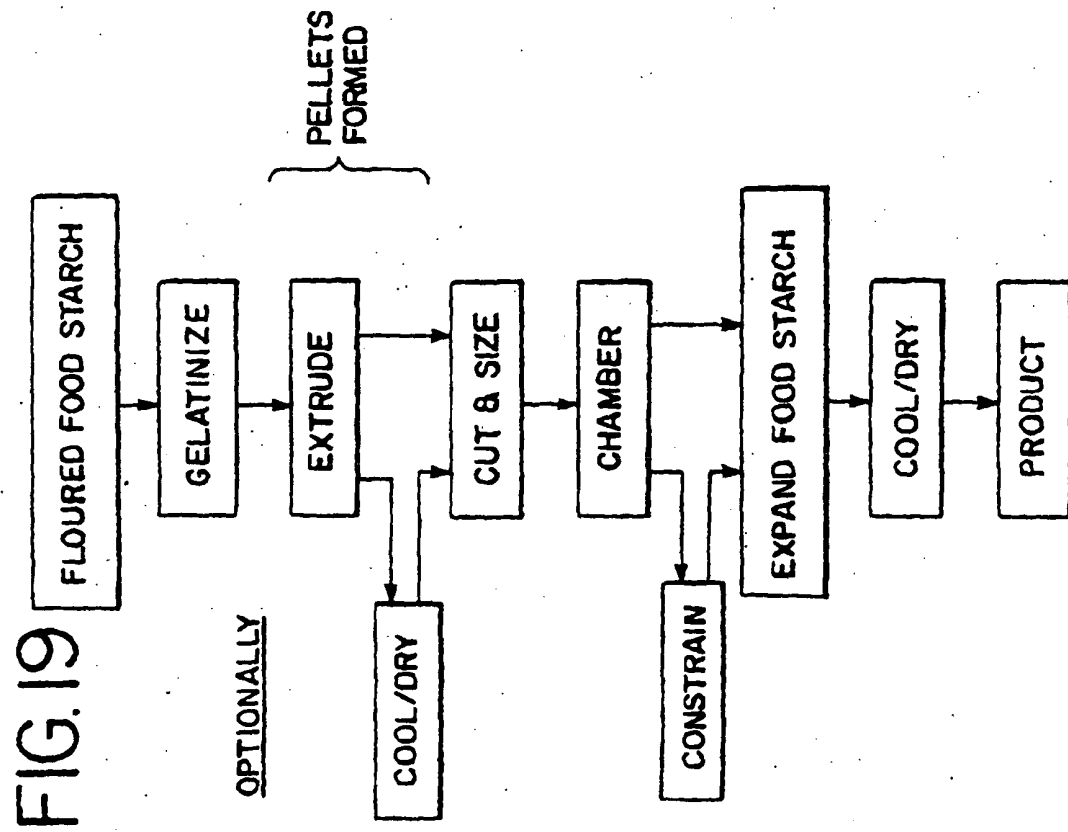 FIG. 19
FLOURED FOOD STARCH
GELATINIZE
OPTIONALLY
EXTRUDE
PELLETS
FORMED
COOL/DRY
CUT & SIZE
CHAMBER
CONSTRAIN
EXPAND FOOD STARCH
COOL/DRY
PRODUCT